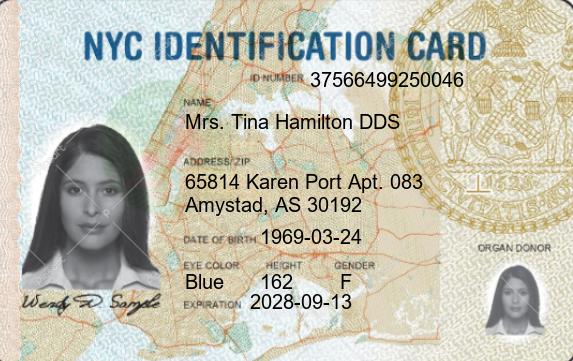 NYC IDENTIFICATION CARD
ID NUMBER 37566499250046
NAME
Mrs. Tina Hamilton DDS
ADDRESS/ZIP
65814 Karen Port Apt. 083
Amystad, AS 30192
DATE OF BIRTH 1969-03-24
ORGAN DONOR
EYE COLOR HEIGHT GENDER
Blue 162 F
Wendy D Sample
EXPIRATION 2028-09-13